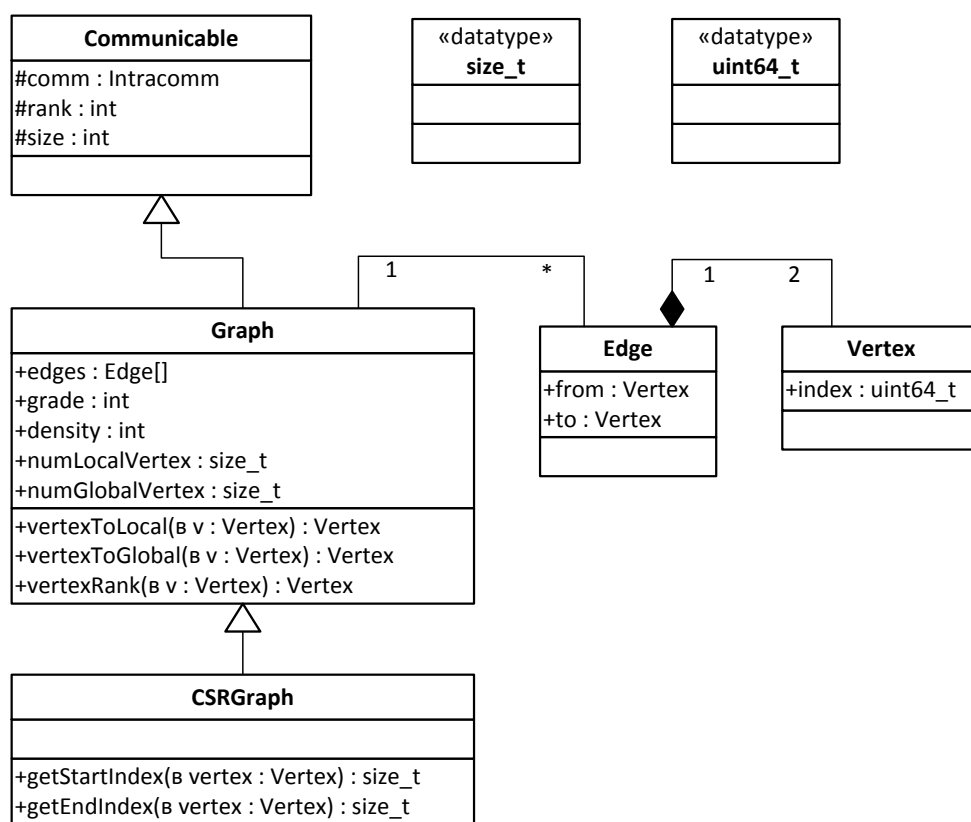 Communicable
#comm : Intracomm
#rank : int
#size : int
«datatype»
size_t
«datatype»
uint64_t
1
*
1
2
Graph
+edges : Edge[]
+grade : int
+density : int
+numLocalVertex : size_t
+numGlobalVertex : size_t
+vertexToLocal(в v : Vertex) : Vertex
+vertexToGlobal(в v : Vertex) : Vertex
+vertexRank(в v : Vertex) : Vertex
Edge
+from : Vertex
+to : Vertex
Vertex
+index : uint64_t
CSRGraph
+getStartIndex(в vertex : Vertex) : size_t
+getEndIndex(в vertex : Vertex) : size_t